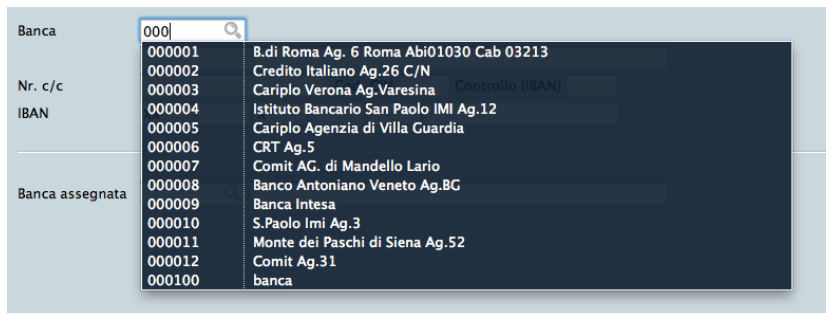 Banca 000
000001 B.di Roma Ag. 6 Roma Abi01030 Cab 03213
000002 Credito Italiano Ag.26 C/N
Nr. c/c 000003 Cariplo Verona Ag.Varesina Controllo (IBAN)
IBAN 000004 Istituto Bancario San Paolo IMI Ag.12
000005 Cariplo Agenzia di Villa Guardia
000006 CRT Ag.5
000007 Comit AG. di Mandello Lario
Banca assegnata 000008 Banco Antoniano Veneto Ag.BG
000009 Banca Intesa
000010 S.Paolo Imi Ag.3
000011 Monte dei Paschi di Siena Ag.52
000012 Comit Ag.31
000100 banca